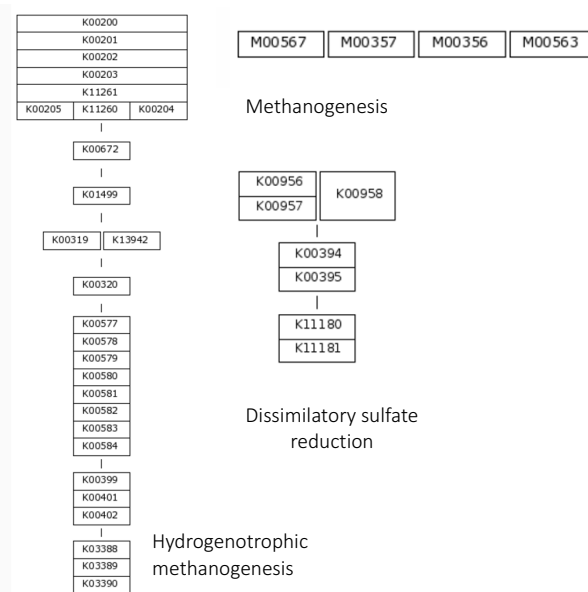 K00200
K00201
K00202
K00203
K11261
K00205 K11260 K00204
K00672
K01499
K00319 K13942
K00320
K00577
K00578
K00579
K00580
K00581
K00582
K00583
K00584
K00399
K00401
K00402
K03388
K03389
K03390
Hydrogenotrophic
methanogenesis
M00567 M00357 M00356 M00563
Methanogenesis
K00956
K00957
K00958
K00394
K00395
K11180
K11181
Dissimilatory sulfate
reduction